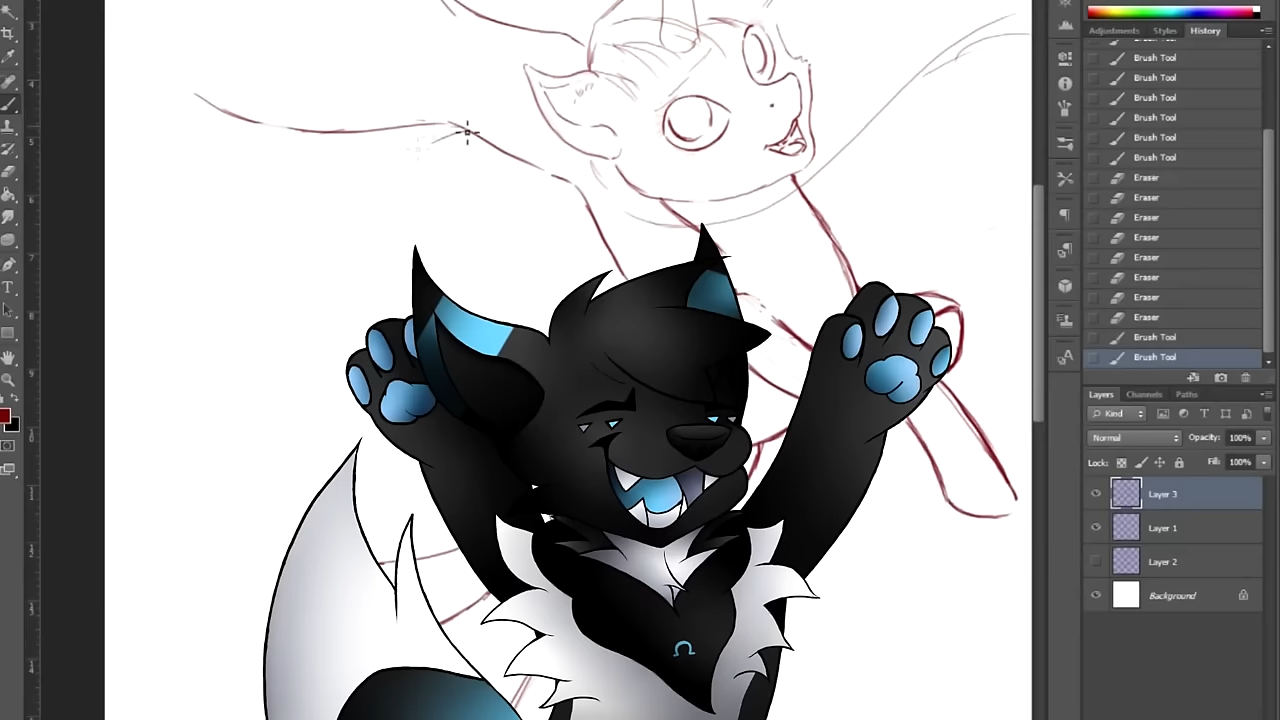 Adjustments Styles History
Brush Tool
Brush Tool
Brush Tool
Brush Tool
Brush Tool
Brush Tool
Eraser
Eraser
Eraser
Eraser
Eraser
Eraser
Eraser
Eraser
Brush Tool
Brush Tool
Layers Channels Paths
Kind
Normal Opacity: 100%
Lock: Fill: 100%
Layer 3
Layer 1
Layer 2
Background
Ω